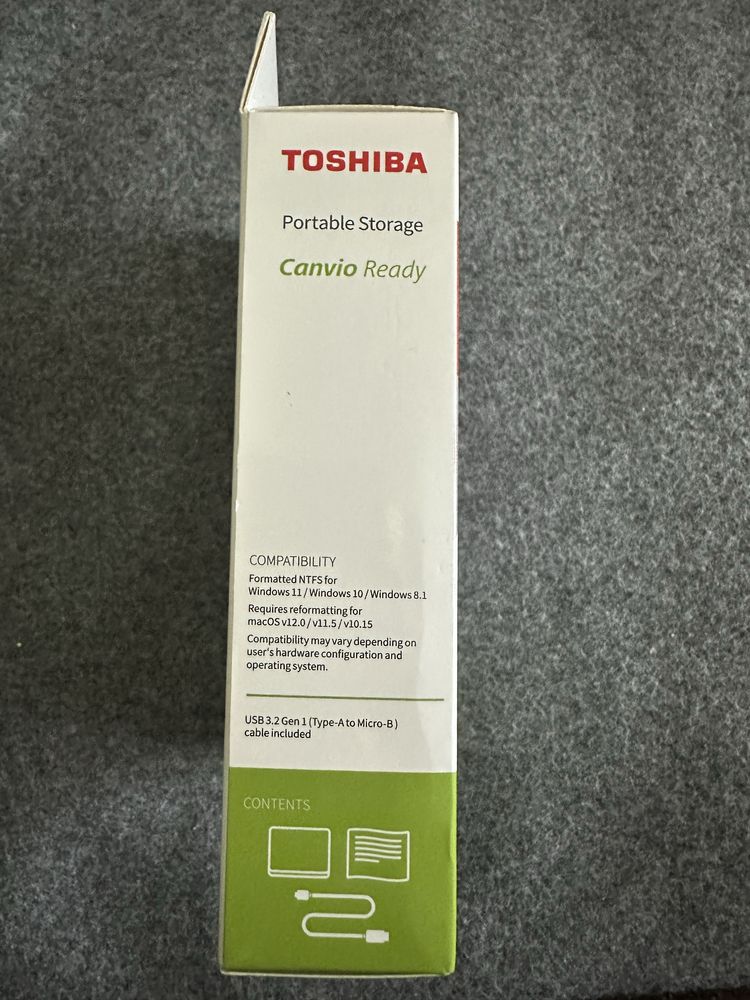 TOSHIBA
Portable Storage
Canvio Ready
COMPATIBILITY
Formatted NTFS for
Windows 11 / Windows 10 / Windows 8.1
Requires reformatting for
macOS v12.0 / v11.5 / v10.15
Compatibility may vary depending on
user's hardware configuration and
operating system.
USB 3.2 Gen 1 (Type-A to Micro-B)
cable included
CONTENTS